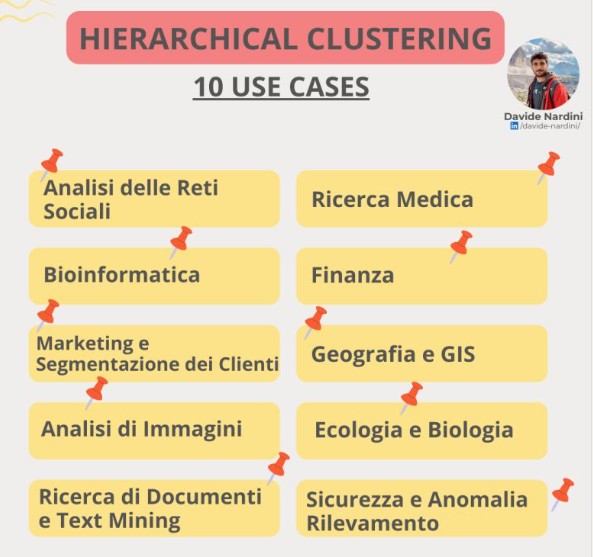 HIERARCHICAL CLUSTERING
10 USE CASES
Davide Nardini
in /davide-nardini/
Analisi delle Reti
Sociali
Ricerca Medica
Bioinformatica
Finanza
Marketing e
Segmentazione dei Clienti
Geografia e GIS
Analisi di Immagini
Ecologia e Biologia
Ricerca di Documenti
e Text Mining
Sicurezza e Anomalia
Rilevamento